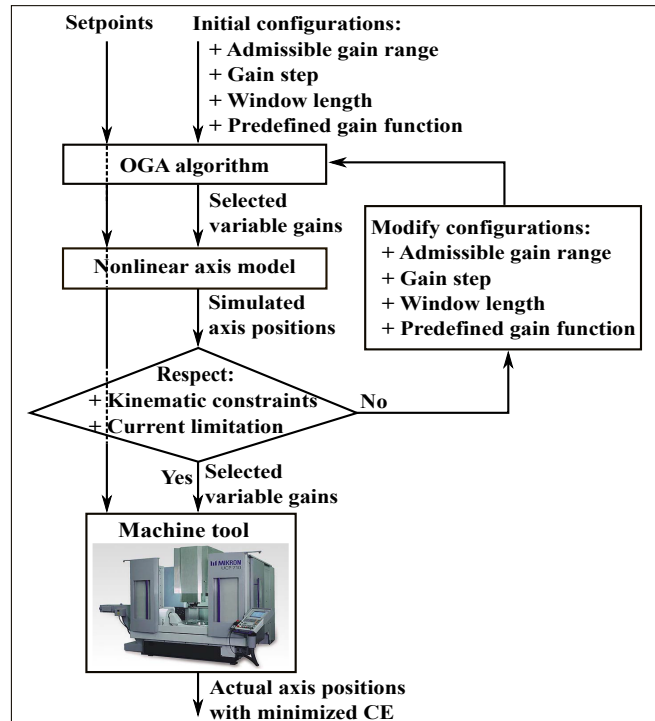 Setpoints
Initial configurations:
+ Admissible gain range
+ Gain step
+ Window length
+ Predefined gain function
OGA algorithm
Selected
variable gains
Modify configurations:
+ Admissible gain range
+ Gain step
+ Window length
+ Predefined gain function
Nonlinear axis model
Simulated
axis positions
Respect:
+ Kinematic constraints
+ Current limitation
No
Yes
Selected
variable gains
Machine tool
MIKRON
Actual axis positions
with minimized CE